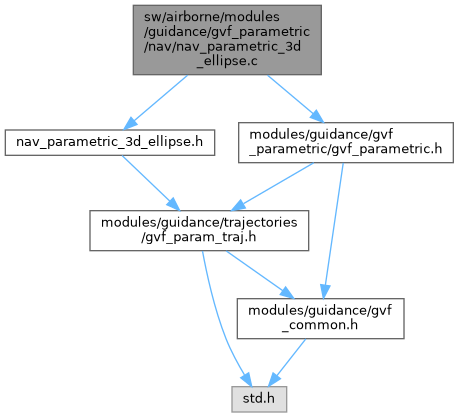 sw/airborne/modules
/guidance/gvf_parametric
/nav/nav_parametric_3d
_ellipse.c
nav_parametric_3d_ellipse.h
modules/guidance/gvf
_parametric/gvf_parametric.h
modules/guidance/trajectories
/gvf_param_traj.h
modules/guidance/gvf
_common.h
std.h